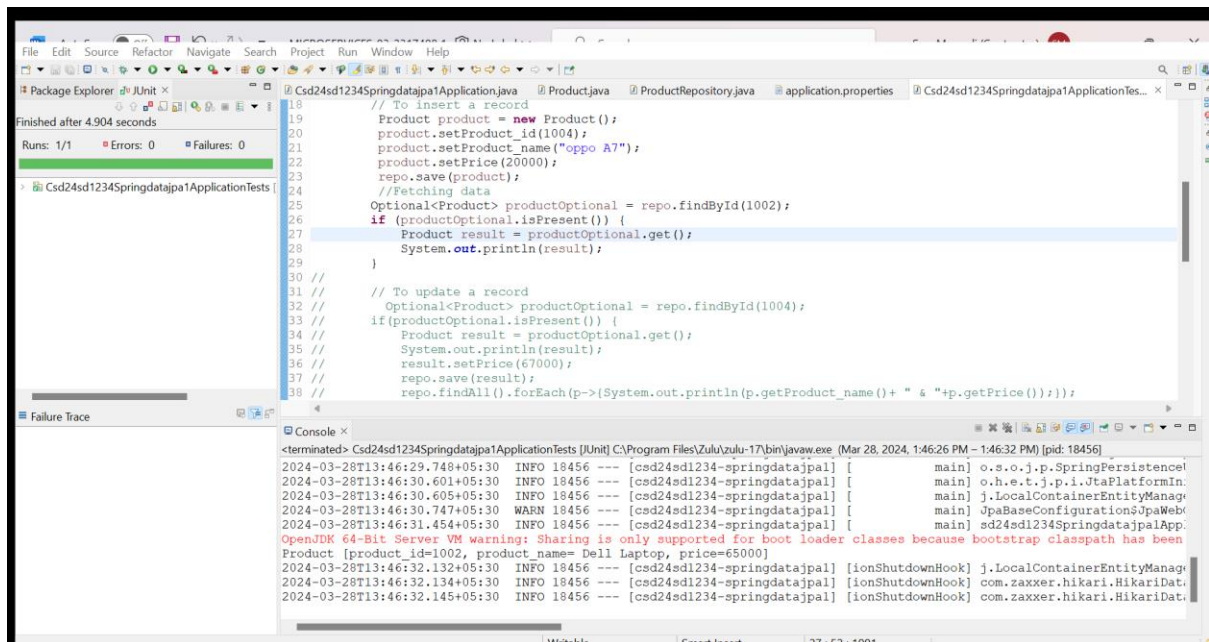 File Edit Source Refactor Navigate Search Project Run Window Help
Package Explorer JUnit ×
Finished after 4.904 seconds
Runs: 1/1 Errors: 0 Failures: 0
Csd24sd1234Springdatajpa1ApplicationTests [
Failure Trace
Csd24sd1234Springdatajpa1Application.java Product.java ProductRepository.java application.properties Csd24sd1234Springdatajpa1ApplicationTes... ×
18 // To insert a record
19 Product product = new Product();
20 product.setProduct_id(1004);
21 product.setProduct_name("oppo A7");
22 product.setPrice(20000);
23 repo.save(product);
24 //Fetching data
25 Optional<Product> productOptional = repo.findById(1002);
26 if (productOptional.isPresent()) {
27 Product result = productOptional.get();
28 System.out.println(result);
29 }
30 //
31 // // To update a record
32 // Optional<Product> productOptional = repo.findById(1004);
33 // if(productOptional.isPresent()) {
34 // Product result = productOptional.get();
35 // System.out.println(result);
36 // result.setPrice(67000);
37 // repo.save(result);
38 // repo.findAll().forEach(p->{System.out.println(p.getProduct_name()+ " & "+p.getPrice());});
Console ×
<terminated> Csd24sd1234Springdatajpa1ApplicationTests [JUnit] C:\Program Files\Zulu\zulu-17\bin\javaw.exe (Mar 28, 2024, 1:46:26 PM – 1:46:32 PM) [pid: 18456]
2024-03-28T13:46:29.748+05:30 INFO 18456 --- [csd24sd1234-springdatajpa1] [ main] o.s.o.j.p.SpringPersistence
2024-03-28T13:46:30.601+05:30 INFO 18456 --- [csd24sd1234-springdatajpa1] [ main] o.h.e.t.j.p.i.JtaPlatformIn
2024-03-28T13:46:30.605+05:30 INFO 18456 --- [csd24sd1234-springdatajpa1] [ main] j.LocalContainerEntityManage
2024-03-28T13:46:30.747+05:30 WARN 18456 --- [csd24sd1234-springdatajpa1] [ main] JpaBaseConfiguration$JpaWeb
2024-03-28T13:46:31.454+05:30 INFO 18456 --- [csd24sd1234-springdatajpa1] [ main] sd24sd1234Springdatajpa1App
OpenJDK 64-Bit Server VM warning: Sharing is only supported for boot loader classes because bootstrap classpath has been
Product [product_id=1002, product_name= Dell Laptop, price=65000]
2024-03-28T13:46:32.132+05:30 INFO 18456 --- [csd24sd1234-springdatajpa1] [ionShutdownHook] j.LocalContainerEntityManage
2024-03-28T13:46:32.134+05:30 INFO 18456 --- [csd24sd1234-springdatajpa1] [ionShutdownHook] com.zaxxer.hikari.HikariDat
2024-03-28T13:46:32.145+05:30 INFO 18456 --- [csd24sd1234-springdatajpa1] [ionShutdownHook] com.zaxxer.hikari.HikariDat